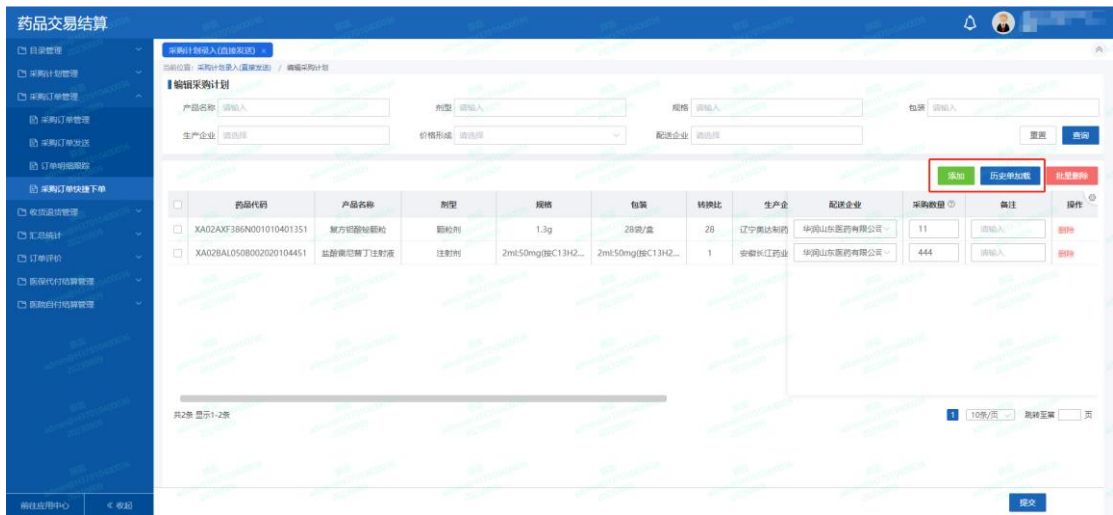 药品交易结算
目录管理
采购计划管理
采购订单管理
采购订单管理
采购订单发送
订单明细跟踪
采购订单快捷下单
收货退货管理
汇总统计
订单评价
医保代付结算管理
医院自付结算管理
前往应用中心 收起
采购计划录入(直接发送) ×
当前位置: 采购计划录入(直接发送) / 编辑采购计划
编辑采购计划
产品名称 请输入 剂型 请输入 规格 请输入 包装 请输入
生产企业 请选择 价格形成 请选择 配送企业 请选择 重置 查询
添加 历史单加载 批量删除
药品代码 产品名称 剂型 规格 包装 转换比 生产企 配送企业 采购数量 备注 操作
XA02AXF386N001010401351 复方铝酸铋颗粒 颗粒剂 1.3g 28袋/盒 28 辽宁奥达制药 华润山东医药有限公司 11 请输入 删除
XA02BAL050B002020104451 盐酸雷尼替丁注射液 注射剂 2ml:50mg(按C13H2... 2ml:50mg(按C13H2... 1 安徽长江药业 华润山东医药有限公司 444 请输入 删除
共2条 显示1-2条 1 10条/页 跳转至第 页
提交